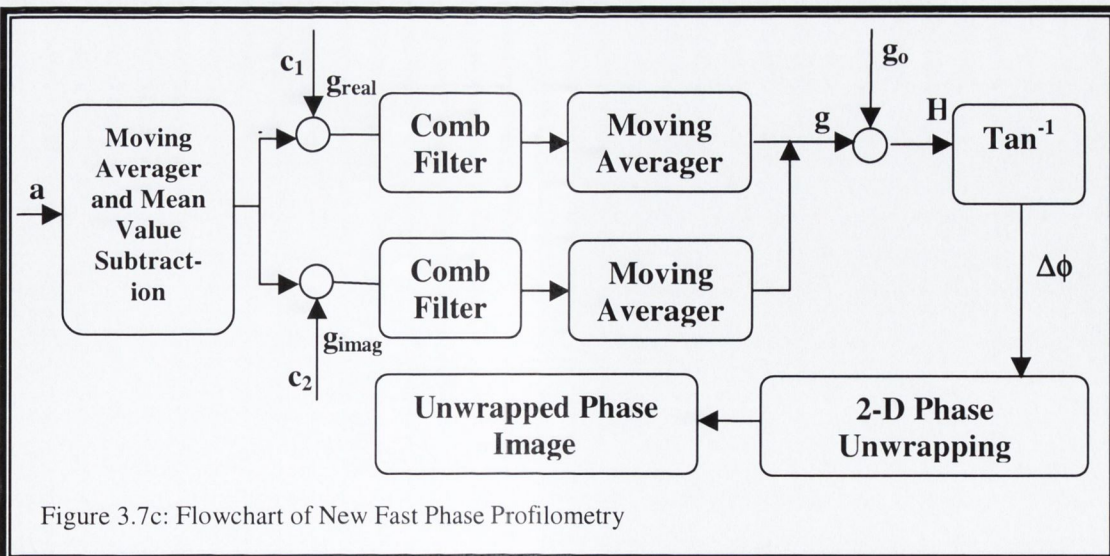 a
Moving
Averager
and Mean
Value
Subtract-
ion
c1
greal
Comb
Filter
Moving
Averager
g
go
H
Tan-1
c2
gimag
Comb
Filter
Moving
Averager
Δϕ
2-D Phase
Unwrapping
Unwrapped Phase
Image
Figure 3.7c: Flowchart of New Fast Phase Profilometry